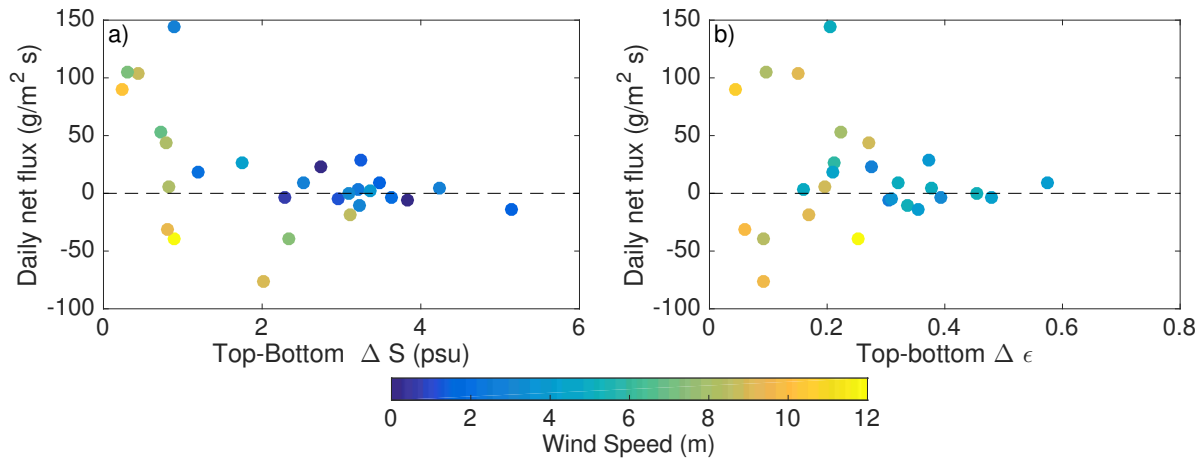 a)
150
100
50
0
-50
-100
Daily net flux (g/m² s)
0 2 4 6
Top-Bottom Δ S (psu)
b)
150
100
50
0
-50
-100
Daily net flux (g/m² s)
0 0.2 0.4 0.6 0.8
Top-bottom Δ ϵ
0 2 4 6 8 10 12
Wind Speed (m)